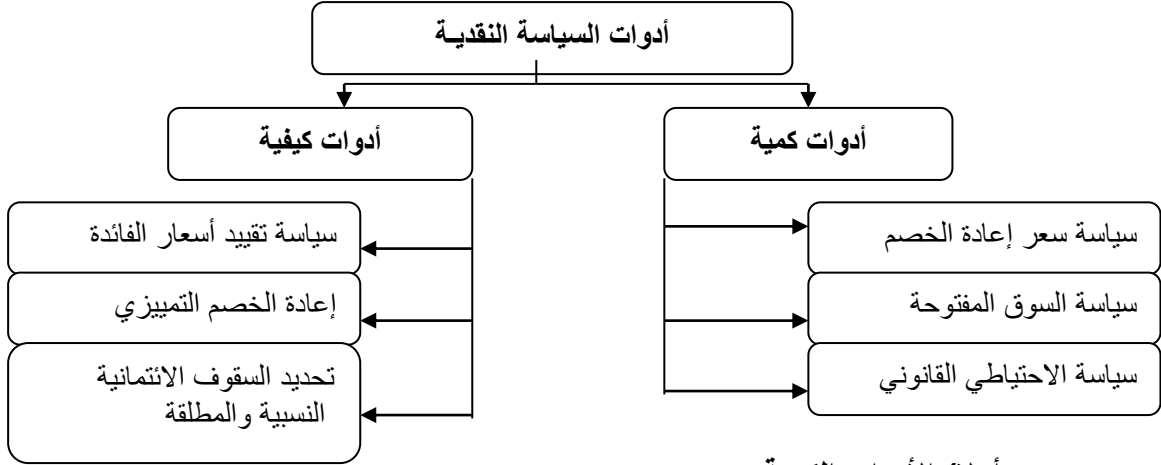 أدوات السياسة النقديـة
أدوات كمية
أدوات كيفية
سياسة سعر إعادة الخصم
سياسة السوق المفتوحة
سياسة الاحتياطي القانوني
سياسة تقييد أسعار الفائدة
إعادة الخصم التمييزي
تحديد السقوف الائتمانية
النسبية والمطلقة